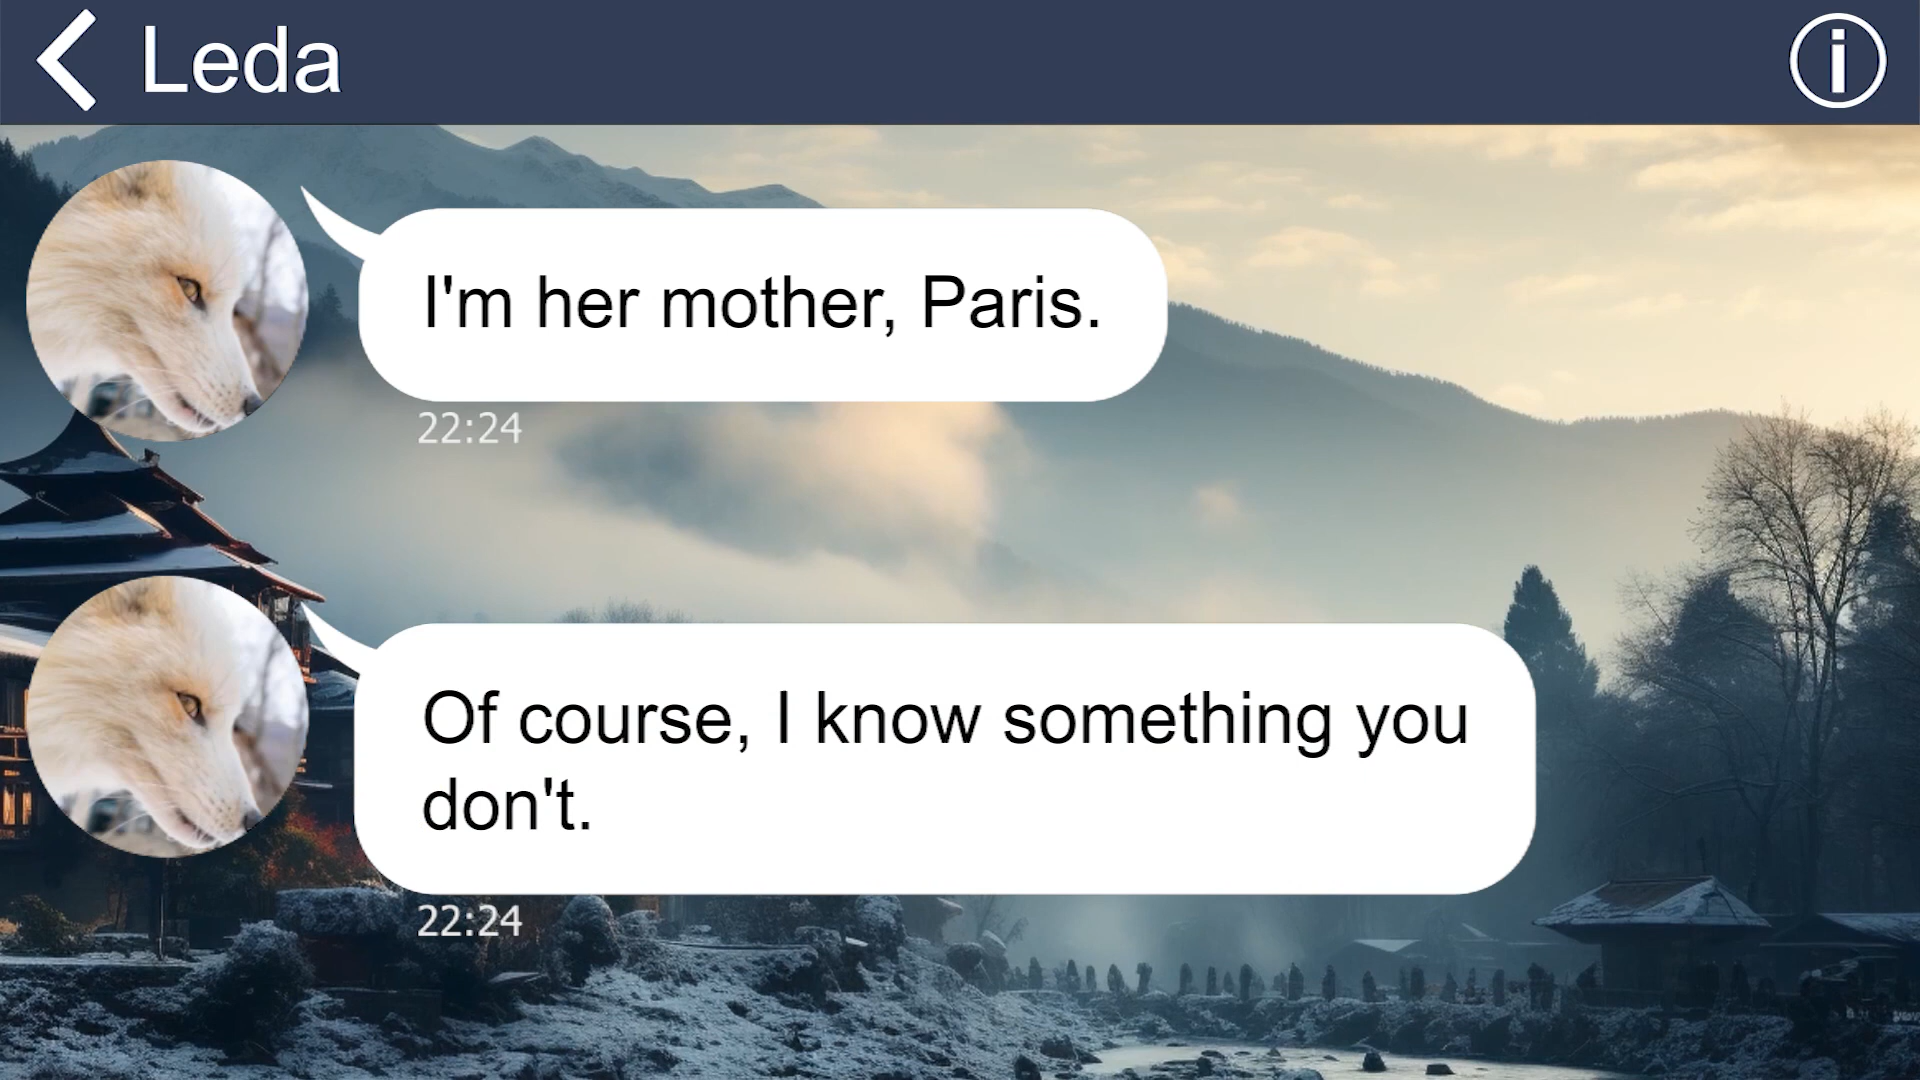 Leda
I'm her mother, Paris.
22:24
Of course, I know something you
don't.
22:24